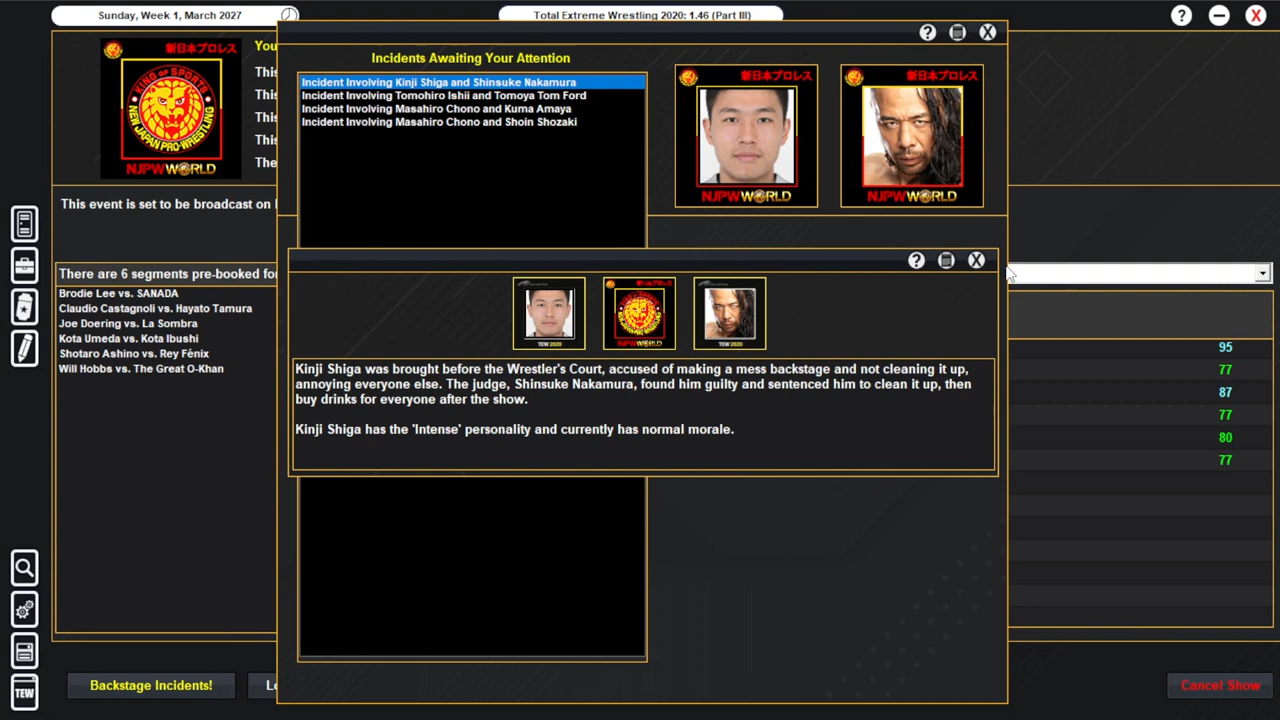 Sunday, Week 1, March 2027
Total Extreme Wrestling 2020: 1.46 (Part III)
?
X
You
This
This
This
This
The
新日本プロレス
KING OF SPORTS
NEW JAPAN PRO-WRESTLING
NJPWWORLD
Incidents Awaiting Your Attention
? X
Incident Involving Kinji Shiga and Shinsuke Nakamura
Incident Involving Tomohiro Ishii and Tomoya Tom Ford
Incident Involving Masahiro Chono and Kuma Amaya
Incident Involving Masahiro Chono and Shoin Shozaki
新日本プロレス
NJPWWORLD
新日本プロレス
NJPWWORLD
This event is set to be broadcast on
There are 6 segments pre-booked for
Brodie Lee vs. SANADA
Claudio Castagnoli vs. Hayato Tamura
Joe Doering vs. La Sombra
Kota Umeda vs. Kota Ibushi
Shotaro Ashino vs. Rey Fénix
Will Hobbs vs. The Great O-Khan
? X
TEW 2020
NJPWWORLD
TEW 2020
Kinji Shiga was brought before the Wrestler's Court, accused of making a mess backstage and not cleaning it up,
annoying everyone else. The judge, Shinsuke Nakamura, found him guilty and sentenced him to clean it up, then
buy drinks for everyone after the show.
Kinji Shiga has the 'Intense' personality and currently has normal morale.
95
77
87
77
80
77
TEW
Backstage Incidents!
Cancel Show